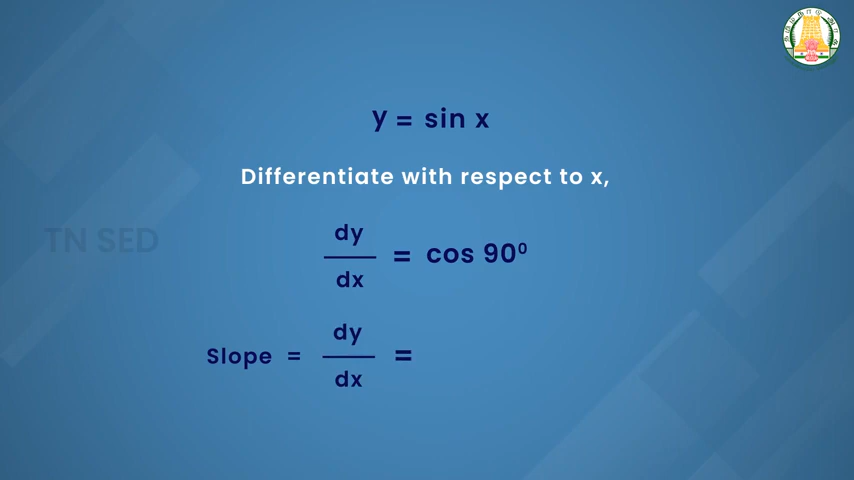 y = sin x
Differentiate with respect to x,
dy
dx
= cos 90⁰
TN SED
Slope =
dy
dx
=